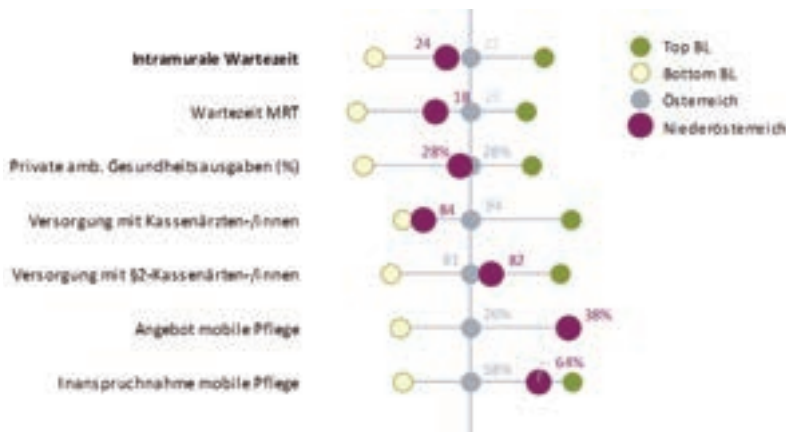 Intramurale Wartezeit
24
Wartezeit MRT
18
Private amb. Gesundheitsausgaben (%)
28% 28%
Versorgung mit Kassenärzten-/innen
84 94
Versorgung mit §2-Kassenärten-/innen
81 82
Angebot mobile Pflege
26% 38%
Inanspruchnahme mobile Pflege
58% 64%
Top BL
Bottom BL
Österreich
Niederösterreich